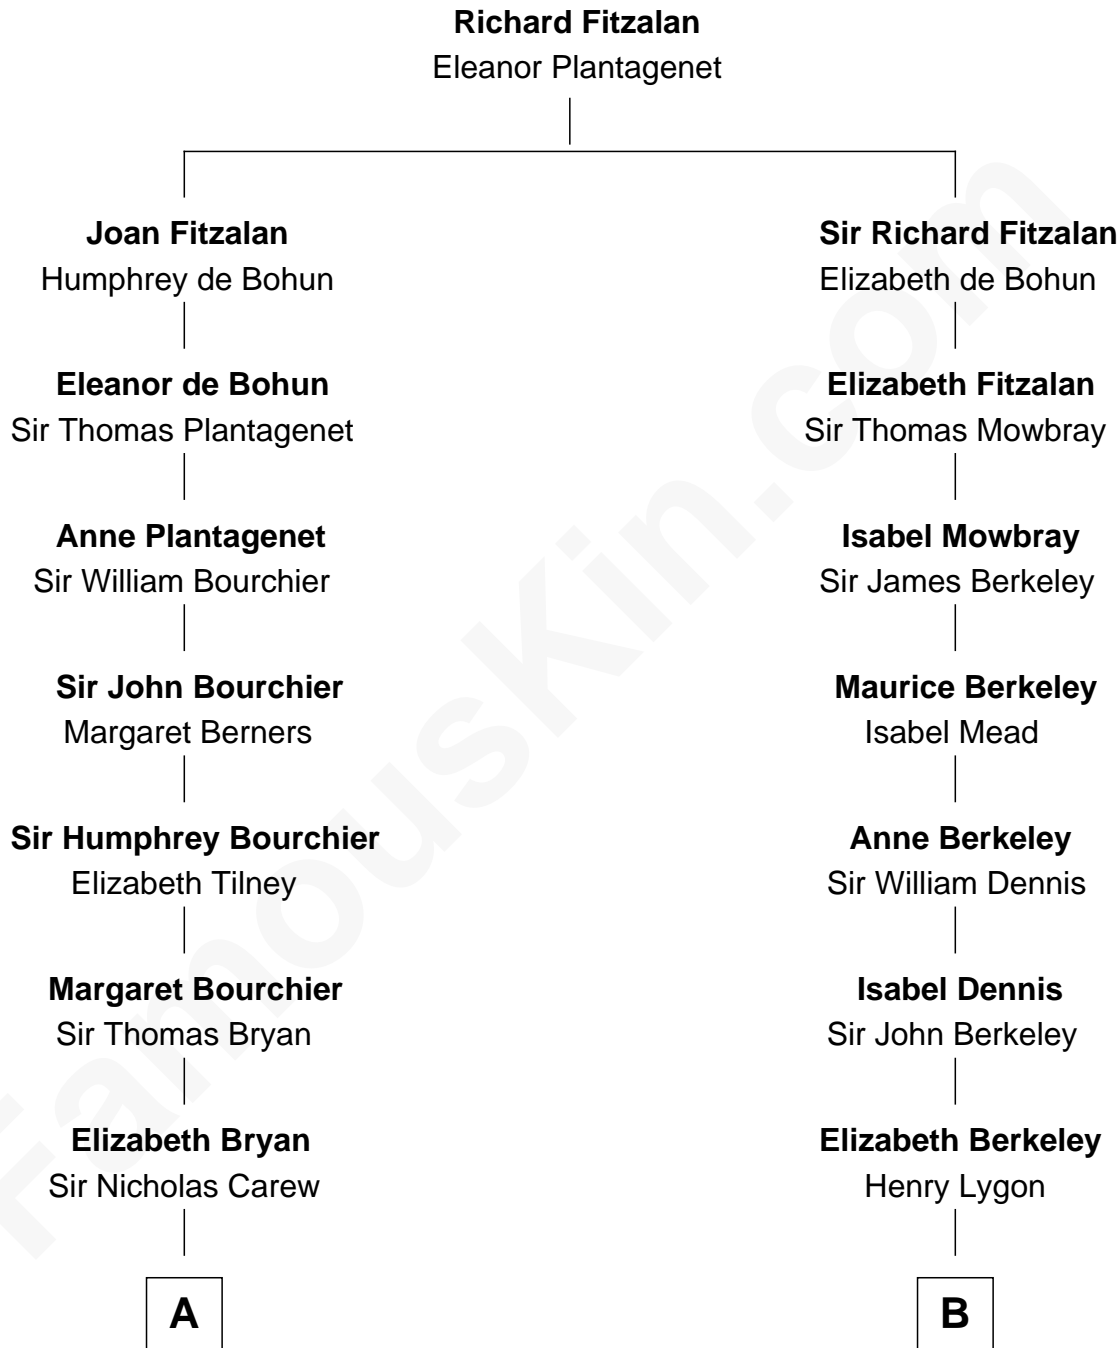 Richard Fitzalan
Eleanor Plantagenet
Joan Fitzalan
Humphrey de Bohun
Sir Richard Fitzalan
Elizabeth de Bohun
Eleanor de Bohun
Sir Thomas Plantagenet
Elizabeth Fitzalan
Sir Thomas Mowbray
Anne Plantagenet
Sir William Bourchier
Isabel Mowbray
Sir James Berkeley
Sir John Bourchier
Margaret Berners
Maurice Berkeley
Isabel Mead
Sir Humphrey Bourchier
Elizabeth Tilney
Anne Berkeley
Sir William Dennis
Margaret Bourchier
Sir Thomas Bryan
Isabel Dennis
Sir John Berkeley
Elizabeth Bryan
Sir Nicholas Carew
Elizabeth Berkeley
Henry Lygon
A
B
FamousKin.com